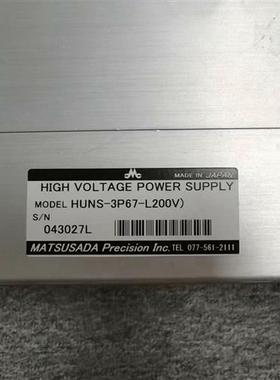 MADE IN JAPAN
HIGH VOLTAGE POWER SUPPLY
MODEL HUNS-3P67-L200V)
S/N
043027L
MATSUSADA Precision Inc. TEL 077-561-2111